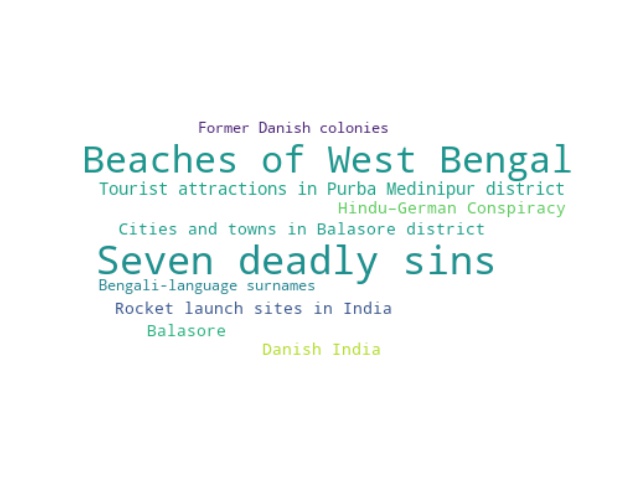 Former Danish colonies
Beaches of West Bengal
Tourist attractions in Purba Medinipur district
Hindu–German Conspiracy
Cities and towns in Balasore district
Seven deadly sins
Bengali-language surnames
Rocket launch sites in India
Balasore
Danish India